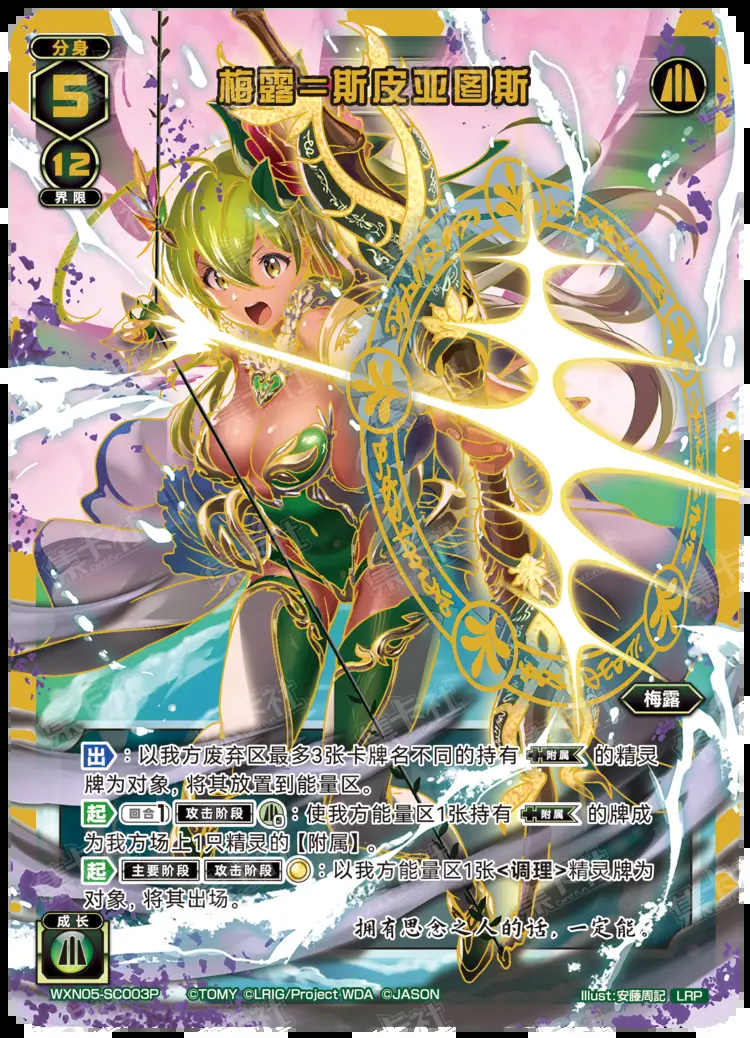 分身
5
梅露=斯皮亚图斯
12
界限
梅露
出：以我方废弃区最多3张卡牌名不同的持有 附属 的精灵
牌为对象，将其放置到能量区。
起 回合1 攻击阶段 0：使我方能量区1张持有 附属 的牌成
为我方场上1只精灵的【附属】。
起 主要阶段 攻击阶段：以我方能量区1张<调理>精灵牌为
对象，将其出场。
拥有思念之人的话，一定能。
成长
WXN05-SC003P ©TOMY ©LRIG/Project WDA ©JASON Illust:安藤周記 LRP
集卡社